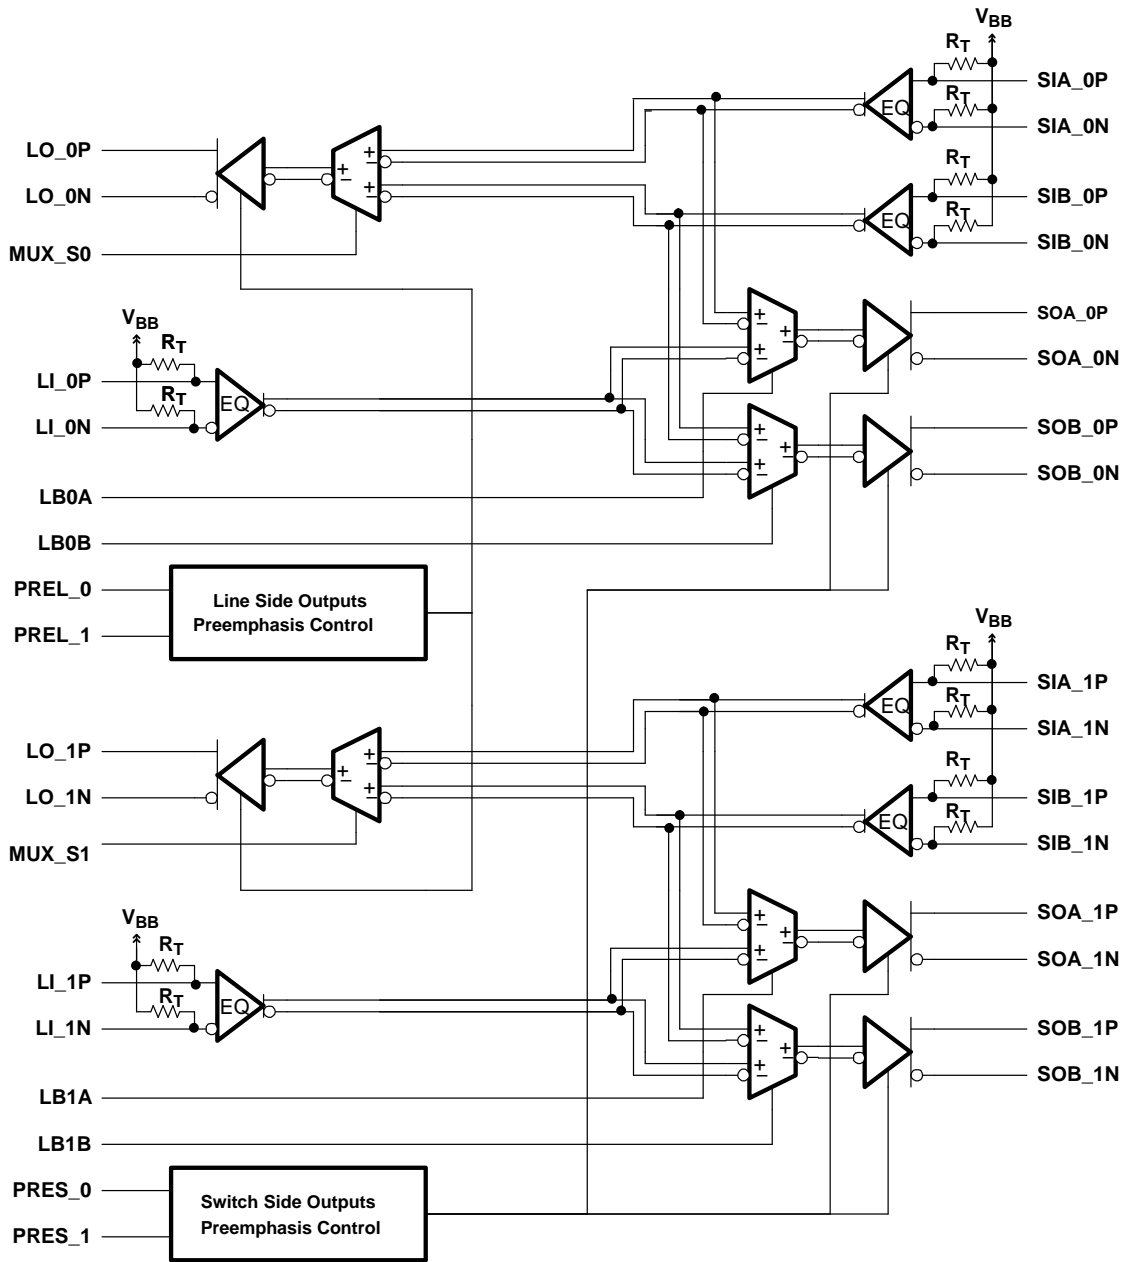 VBB
RT
SIA_0P
EQ
RT
SIA_0N
LO_0P
+
−
+
−
+
−
LO_0N
RT
SIB_0P
EQ
RT
SIB_0N
MUX_S0
VBB
RT
LI_0P
RT
EQ
LI_0N
+
−
+
−
+
−
SOA_0P
SOA_0N
+
−
+
−
+
−
SOB_0P
SOB_0N
LB0A
LB0B
PREL_0
PREL_1
Line Side Outputs
Preemphasis Control
VBB
RT
SIA_1P
EQ
RT
SIA_1N
LO_1P
+
−
+
−
+
−
LO_1N
RT
SIB_1P
EQ
RT
SIB_1N
MUX_S1
VBB
RT
LI_1P
RT
EQ
LI_1N
+
−
+
−
+
−
SOA_1P
SOA_1N
+
−
+
−
+
−
SOB_1P
SOB_1N
LB1A
LB1B
PRES_0
PRES_1
Switch Side Outputs
Preemphasis Control